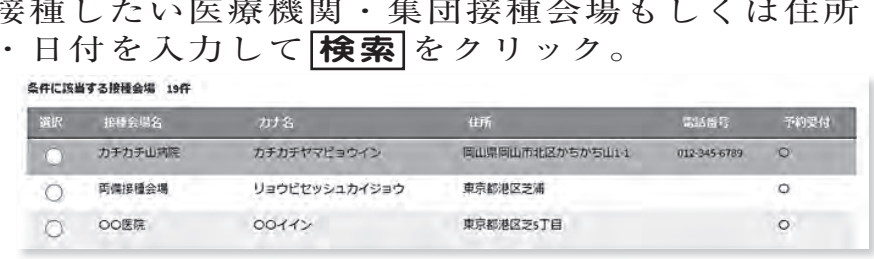 接種したい医療機関・集団接種会場もしくは住所
・日付を入力して検索をクリック。
条件に該当する接種会場 19件
選択 接種会場名 カナ名 住所 電話番号 予約受付
カチカチ山病院 カチカチヤマビョウイン 岡山県岡山市北区かちかち山1-1 012-345-6789 ○
両備接種会場 リョウビセッシュカイジョウ 東京都港区芝浦 ○
○○医院 ○○イイン 東京都港区芝5丁目 ○